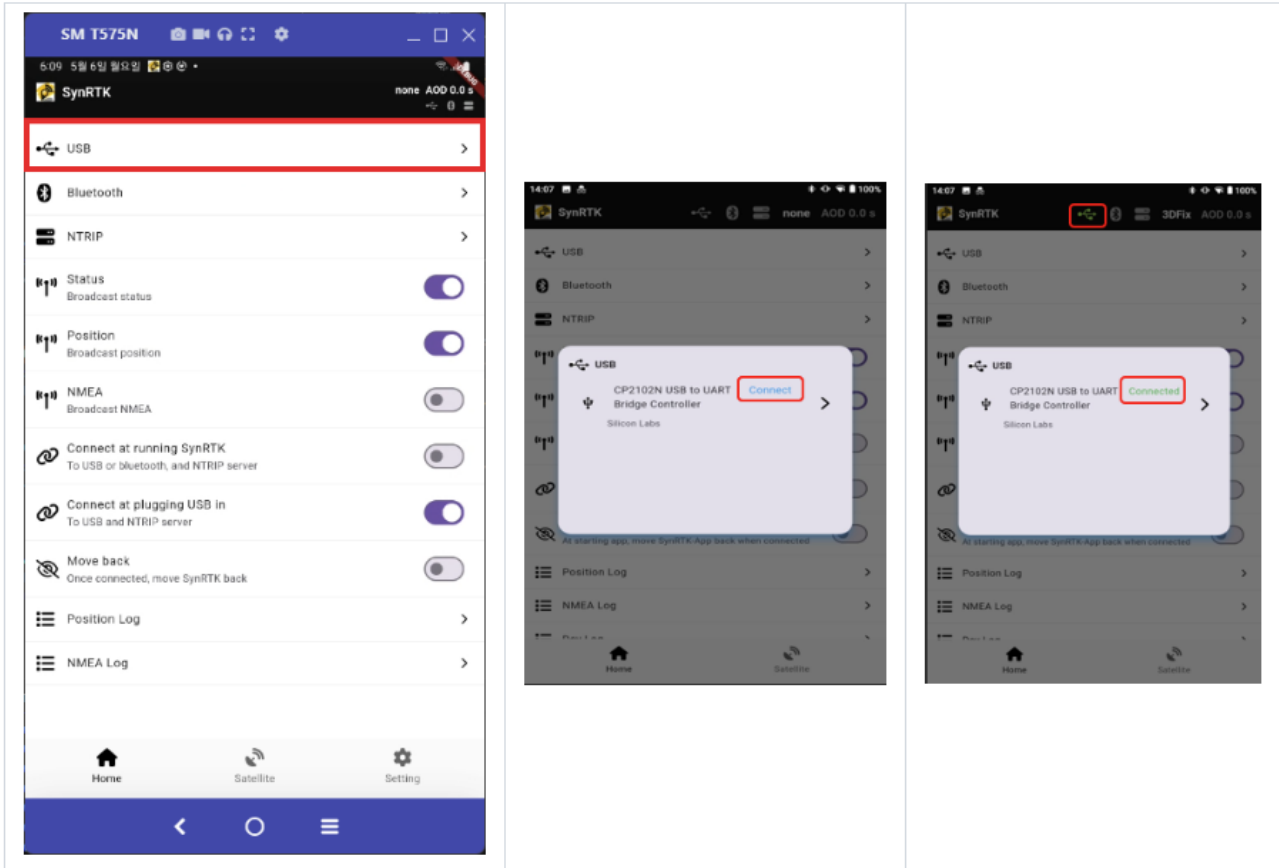 SM T575N
6:09 5월 6일 월요일
SynRTK
none AOD 0.0 s
USB
Bluetooth
NTRIP
Status
Broadcast status
Position
Broadcast position
NMEA
Broadcast NMEA
Connect at running SynRTK
To USB or bluetooth, and NTRIP server
Connect at plugging USB in
To USB and NTRIP server
Move back
Once connected, move SynRTK back
Position Log
NMEA Log
Home
Satellite
Setting
14:07
100%
SynRTK
none AOD 0.0 s
USB
Bluetooth
NTRIP
USB
CP2102N USB to UART
Connect
Bridge Controller
Silicon Labs
At starting app, move SynRTK-App back when connected
Position Log
NMEA Log
Home
Satellite
14:07
100%
SynRTK
3DFix AOD 0.0 s
USB
Bluetooth
NTRIP
USB
CP2102N USB to UART
Connected
Bridge Controller
Silicon Labs
At starting app, move SynRTK-App back when connected
Position Log
NMEA Log
Home
Satellite